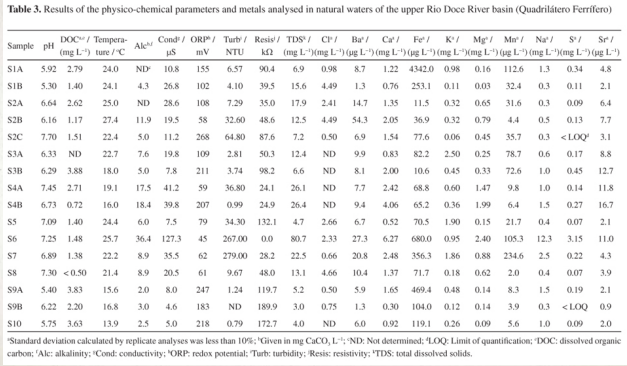 Table 3. Results of the physico-chemical parameters and metals analysed in natural waters of the upper Rio Doce River basin (Quadrilátero Ferrífero)
Sample pH DOCᵃ,ᵉ / (mg L⁻¹) Tempera-ture / °C Alcᵇ,ᶠ Condᵍ / µS ORPʰ / mV Turbⁱ / NTU Resisʲ / kΩ TDSᵏ / (mg L⁻¹) Clᵃ / (mg L⁻¹) Baᵃ / (µg L⁻¹) Caᵃ / (mg L⁻¹) Feᵃ / (µg L⁻¹) Kᵃ / (mg L⁻¹) Mgᵃ / (mg L⁻¹) Mnᵃ / (µg L⁻¹) Naᵃ / (mg L⁻¹) Sᵃ / (mg L⁻¹) Srᵃ / (µg L⁻¹)
S1A 5.92 2.79 24.0 NDᶜ 10.8 155 6.57 90.4 6.9 0.98 8.7 1.22 4342.0 0.98 0.16 112.6 1.3 0.34 4.8
S1B 5.30 1.40 24.1 4.3 26.8 102 4.10 39.5 15.6 4.49 1.3 0.76 253.1 0.11 0.03 32.4 0.3 0.11 2.1
S2A 6.64 2.62 25.0 ND 28.6 108 7.29 35.0 17.9 2.41 14.7 1.35 11.5 0.32 0.65 31.6 0.3 0.09 6.4
S2B 6.16 1.17 27.4 11.9 19.5 58 32.60 48.6 12.5 4.49 54.3 2.05 36.9 0.32 0.79 4.4 0.5 0.13 7.7
S2C 7.70 1.51 22.4 5.0 11.2 268 64.80 87.6 7.2 0.50 6.9 1.54 77.6 0.06 0.45 35.7 0.3 < LOQᵈ 3.1
S3A 6.33 ND 22.7 7.6 19.8 109 2.81 50.3 12.4 ND 9.9 0.83 82.2 2.50 0.25 78.7 0.6 0.17 8.8
S3B 6.29 3.88 18.0 5.0 7.8 211 3.74 98.2 6.6 ND 8.1 2.00 10.6 0.45 0.33 72.6 1.0 0.45 12.7
S4A 7.45 2.71 19.1 17.5 41.2 59 36.80 24.1 26.1 ND 7.7 2.42 68.8 0.60 1.47 9.8 1.0 0.14 11.8
S4B 6.73 0.72 16.0 18.4 39.8 207 0.99 24.9 26.4 ND 9.4 4.06 65.2 0.36 1.99 6.4 1.5 0.27 16.7
S5 7.09 1.40 24.4 6.0 7.5 79 34.30 132.1 4.7 2.66 6.7 0.52 70.5 1.90 0.15 21.7 0.4 0.07 2.1
S6 7.25 1.48 25.7 36.4 127.3 45 267.00 0.0 80.7 2.33 27.3 6.27 680.0 0.95 2.40 105.3 12.3 3.15 11.0
S7 6.89 1.38 22.2 8.9 35.5 62 279.00 28.2 22.5 0.66 20.8 2.48 356.3 1.86 0.88 234.6 2.5 0.22 4.3
S8 7.30 < 0.50 21.4 8.9 20.5 61 9.67 48.0 13.1 4.66 10.4 1.37 71.7 0.18 0.62 2.0 0.4 0.07 3.9
S9A 5.40 3.83 15.6 2.0 8.0 247 1.24 119.7 5.2 0.50 5.9 1.65 469.4 0.48 0.14 8.3 1.5 0.19 2.1
S9B 6.22 2.20 16.8 3.0 4.6 183 ND 189.9 3.0 0.75 1.3 0.30 104.0 0.12 0.14 3.9 0.3 < LOQ 0.9
S10 5.75 3.63 13.9 2.5 5.0 218 0.79 172.7 4.0 ND 6.0 0.92 119.1 0.26 0.09 5.6 1.0 0.09 2.0
ᵃStandard deviation calculated by replicate analyses was less than 10%; ᵇGiven in mg CaCO₃ L⁻¹; ᶜND: Not determined; ᵈLOQ: Limit of quantification; ᵉDOC: dissolved organic
carbon; ᶠAlc: alkalinity; ᵍCond: conductivity; ʰORP: redox potential; ⁱTurb: turbidity; ʲResis: resistivity; ᵏTDS: total dissolved solids.